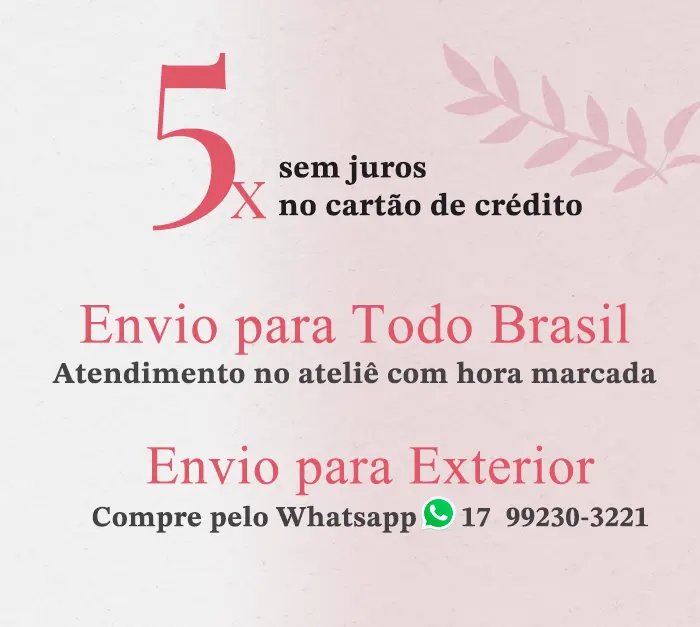 5x sem juros
no cartão de crédito
Envio para Todo Brasil
Atendimento no ateliê com hora marcada
Envio para Exterior
Compre pelo Whatsapp 17 99230-3221